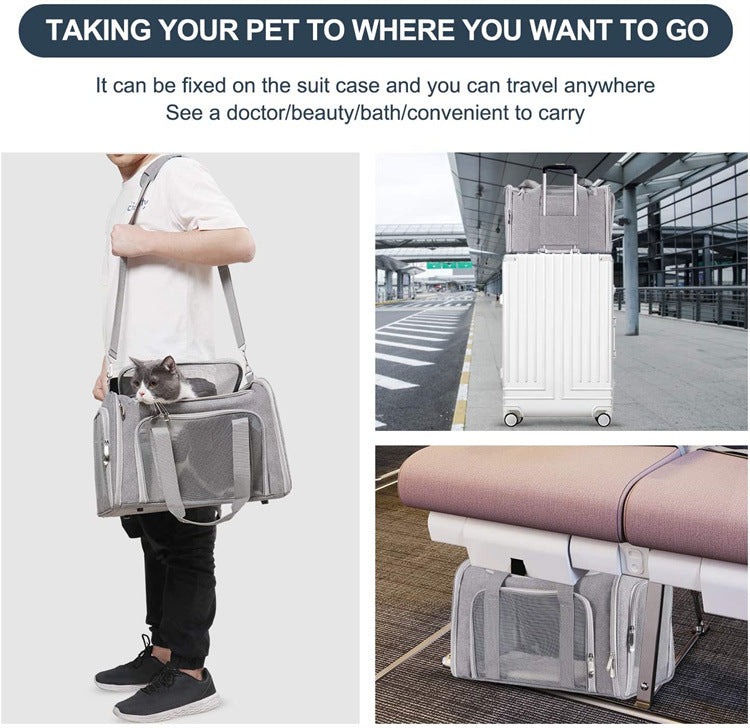 TAKING YOUR PET TO WHERE YOU WANT TO GO
It can be fixed on the suit case and you can travel anywhere
See a doctor/beauty/bath/convenient to carry